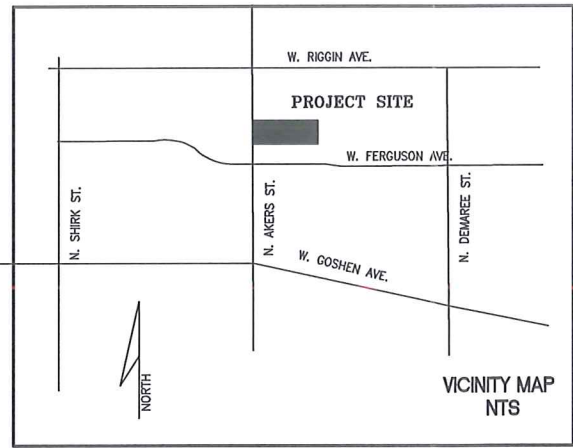 W. RIGGIN AVE.
PROJECT SITE
W. FERGUSON AVE.
N. SHIRK ST.
N. AKERS ST.
N. DEMAREE ST.
W. GOSHEN AVE.
NORTH
VICINITY MAP
NTS